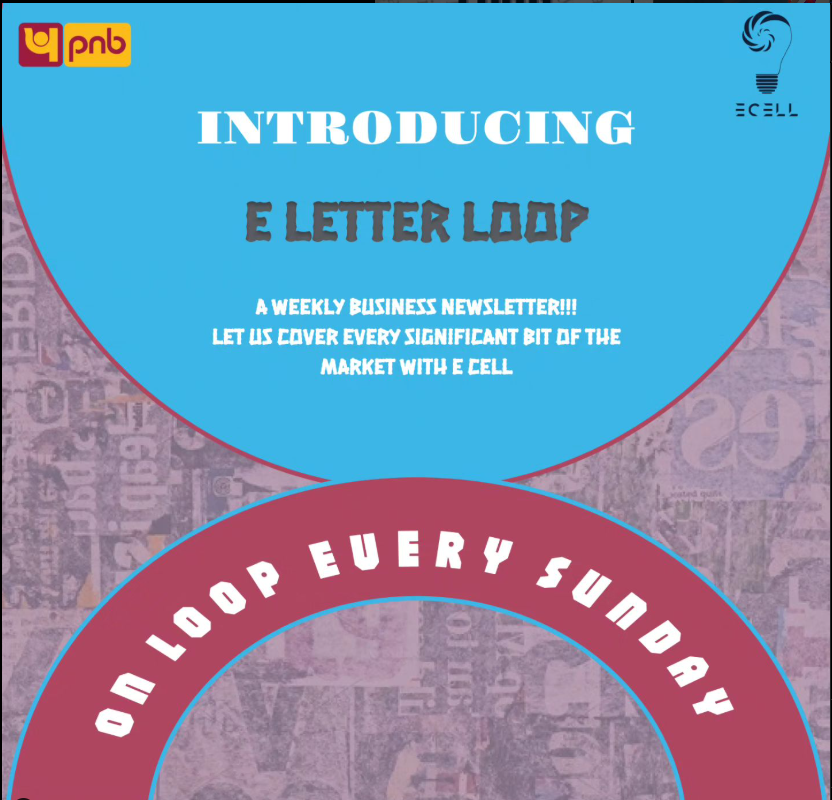 pnb
ECELL
INTRODUCING
E LETTER LOOP
A WEEKLY BUSINESS NEWSLETTER!!!
LET US COVER EVERY SIGNIFICANT BIT OF THE
MARKET WITH E CELL
ON LOOP EVERY SUNDAY